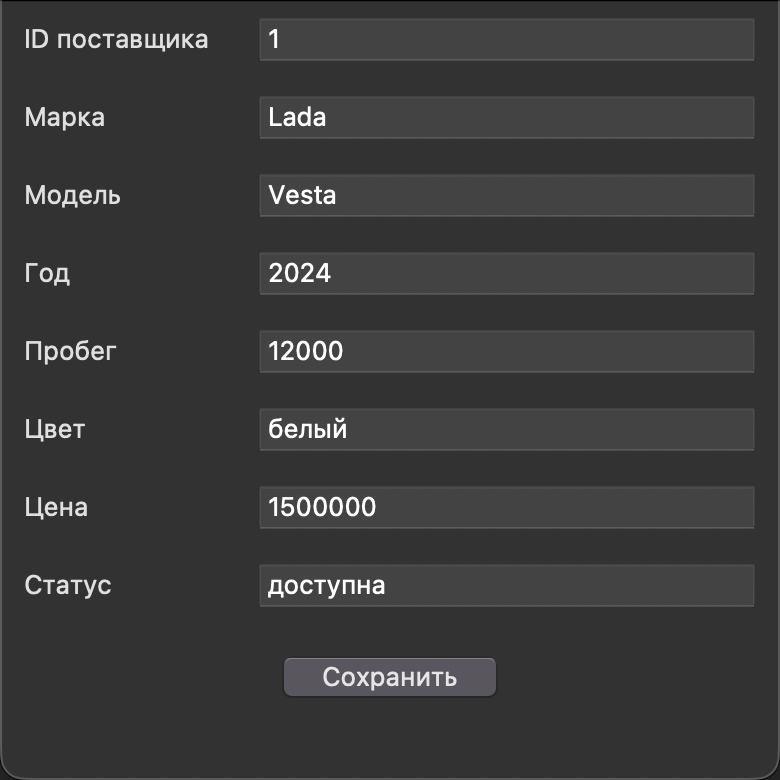 ID поставщика 1
Марка Lada
Модель Vesta
Год 2024
Пробег 12000
Цвет белый
Цена 1500000
Статус доступна
Сохранить